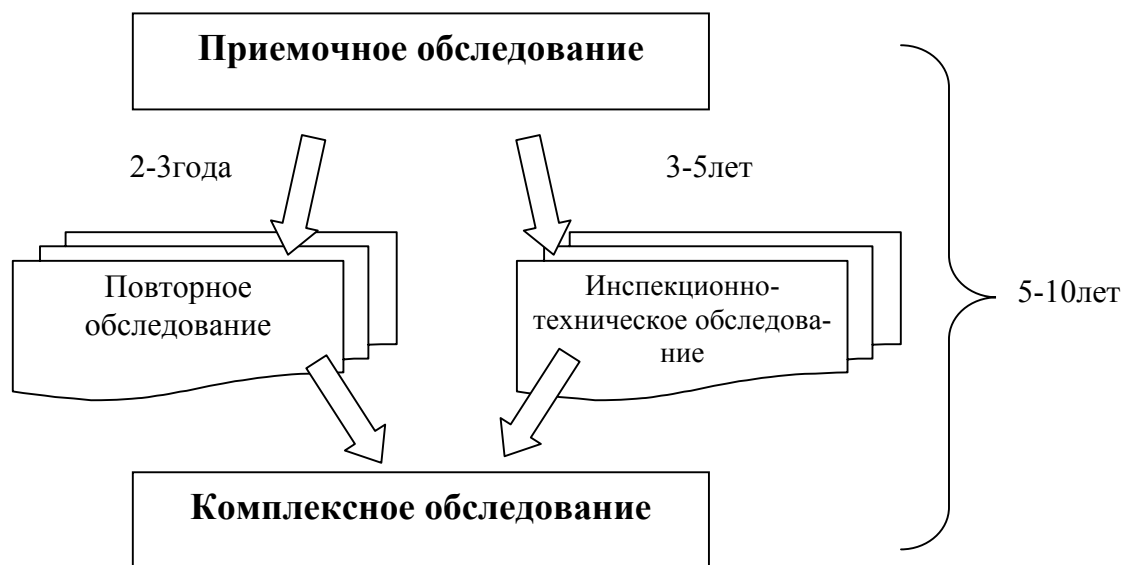 Приемочное обследование
2-3года
3-5лет
Повторное
обследование
Инспекционно-
техническое обследова-
ние
5-10лет
Комплексное обследование